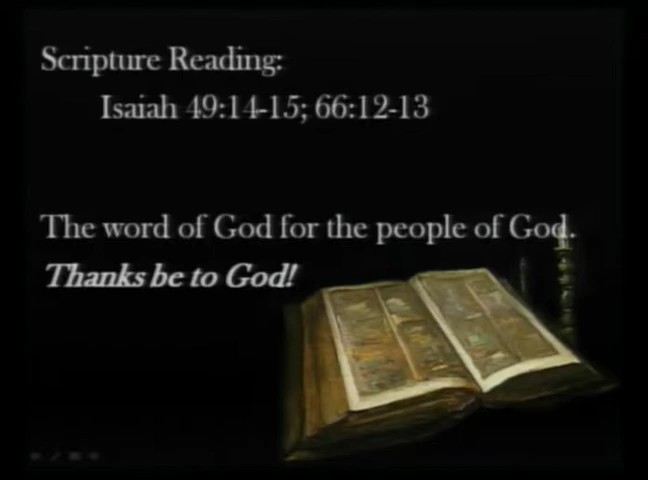 Scripture Reading:
Isaiah 49:14-15; 66:12-13
The word of God for the people of God.
Thanks be to God!